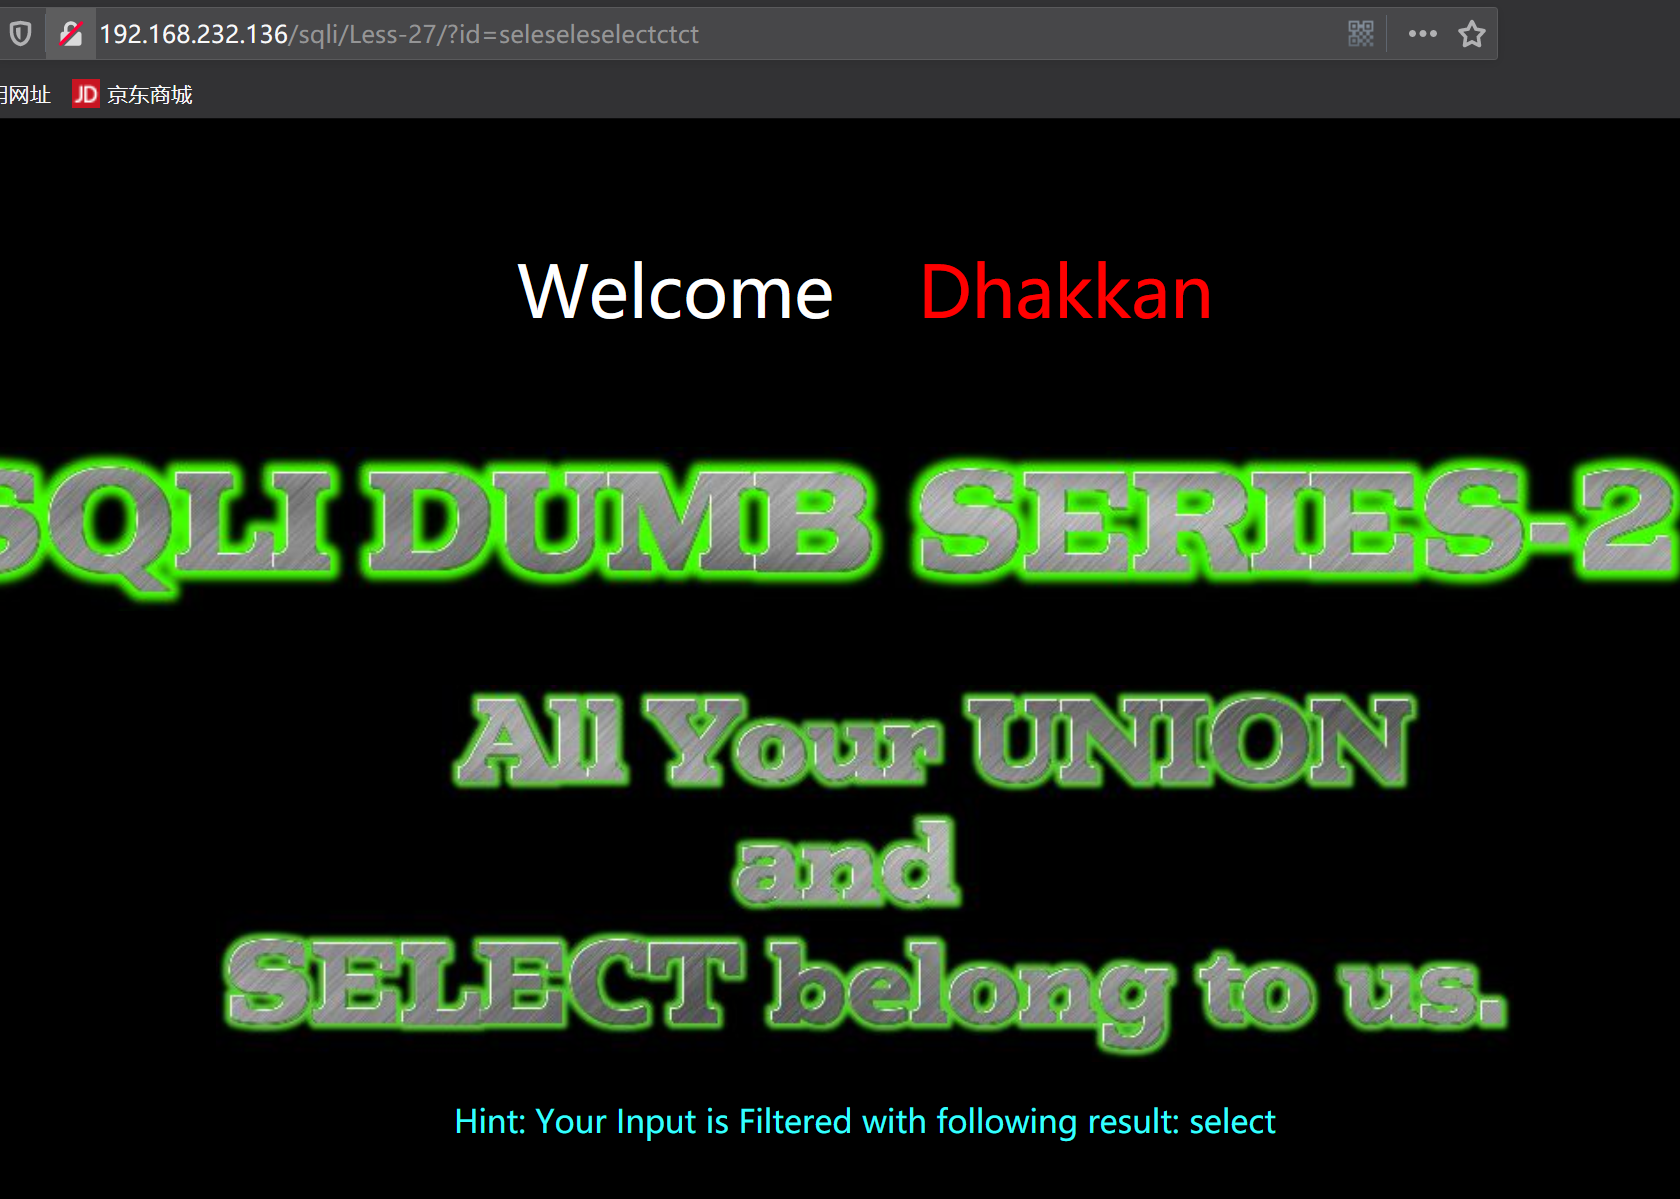 192.168.232.136/sqli/Less-27/?id=seleseleselectctct
用网址 JD 京东商城
Welcome Dhakkan
SQLI DUMB SERIES-2
All Your UNION
and
SELECT belong to us.
Hint: Your Input is Filtered with following result: select